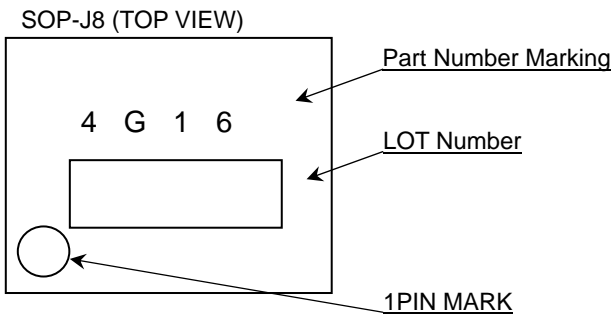 SOP-J8 (TOP VIEW)
Part Number Marking
4 G 1 6
LOT Number
1PIN MARK